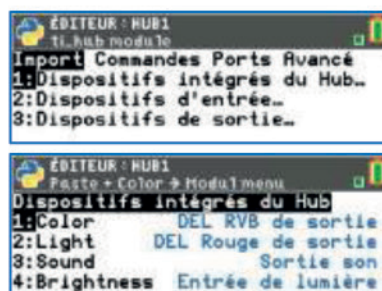 ÉDITEUR : HUB1
ti_hub module
Import Commandes Ports Avancé
1:Dispositifs intégrés du Hub…
2:Dispositifs d'entrée…
3:Dispositifs de sortie…
ÉDITEUR : HUB1
Paste + Color → Modul menu
Dispositifs intégrés du Hub
1:Color DEL RVB de sortie
2:Light DEL Rouge de sortie
3:Sound Sortie son
4:Brightness Entrée de lumière